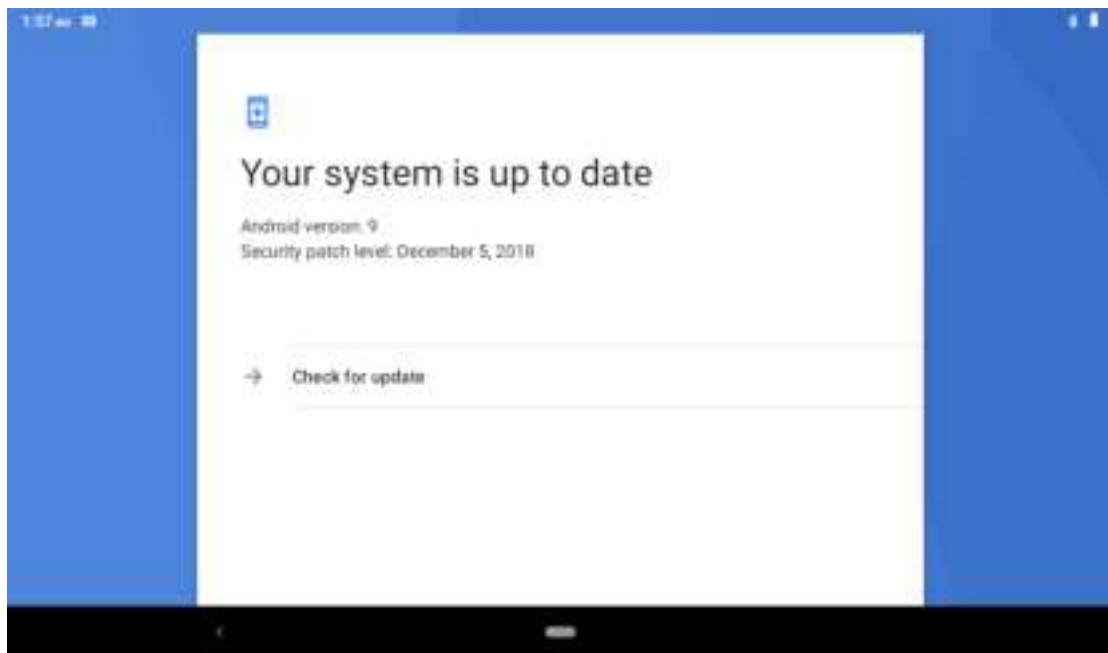 Your system is up to date
Android version: 9
Security patch level: December 5, 2018
Check for update